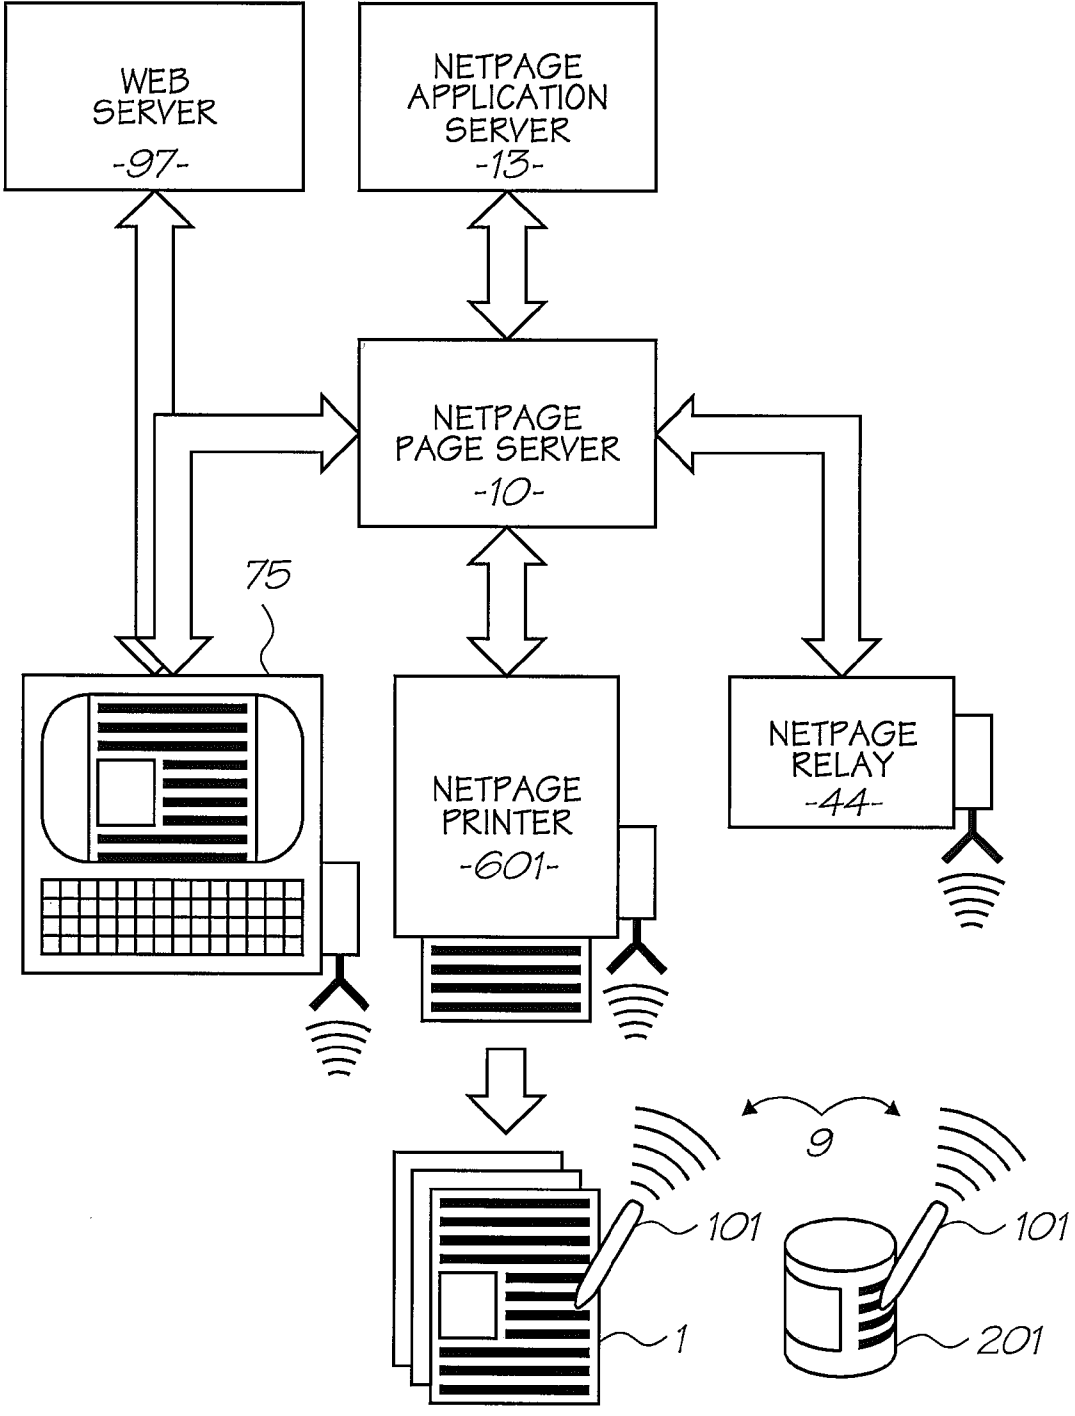 WEB
SERVER
-97-
NETPAGE
APPLICATION
SERVER
-13-
NETPAGE
PAGE SERVER
-10-
75
NETPAGE
PRINTER
-601-
NETPAGE
RELAY
-44-
9
101
101
1
201